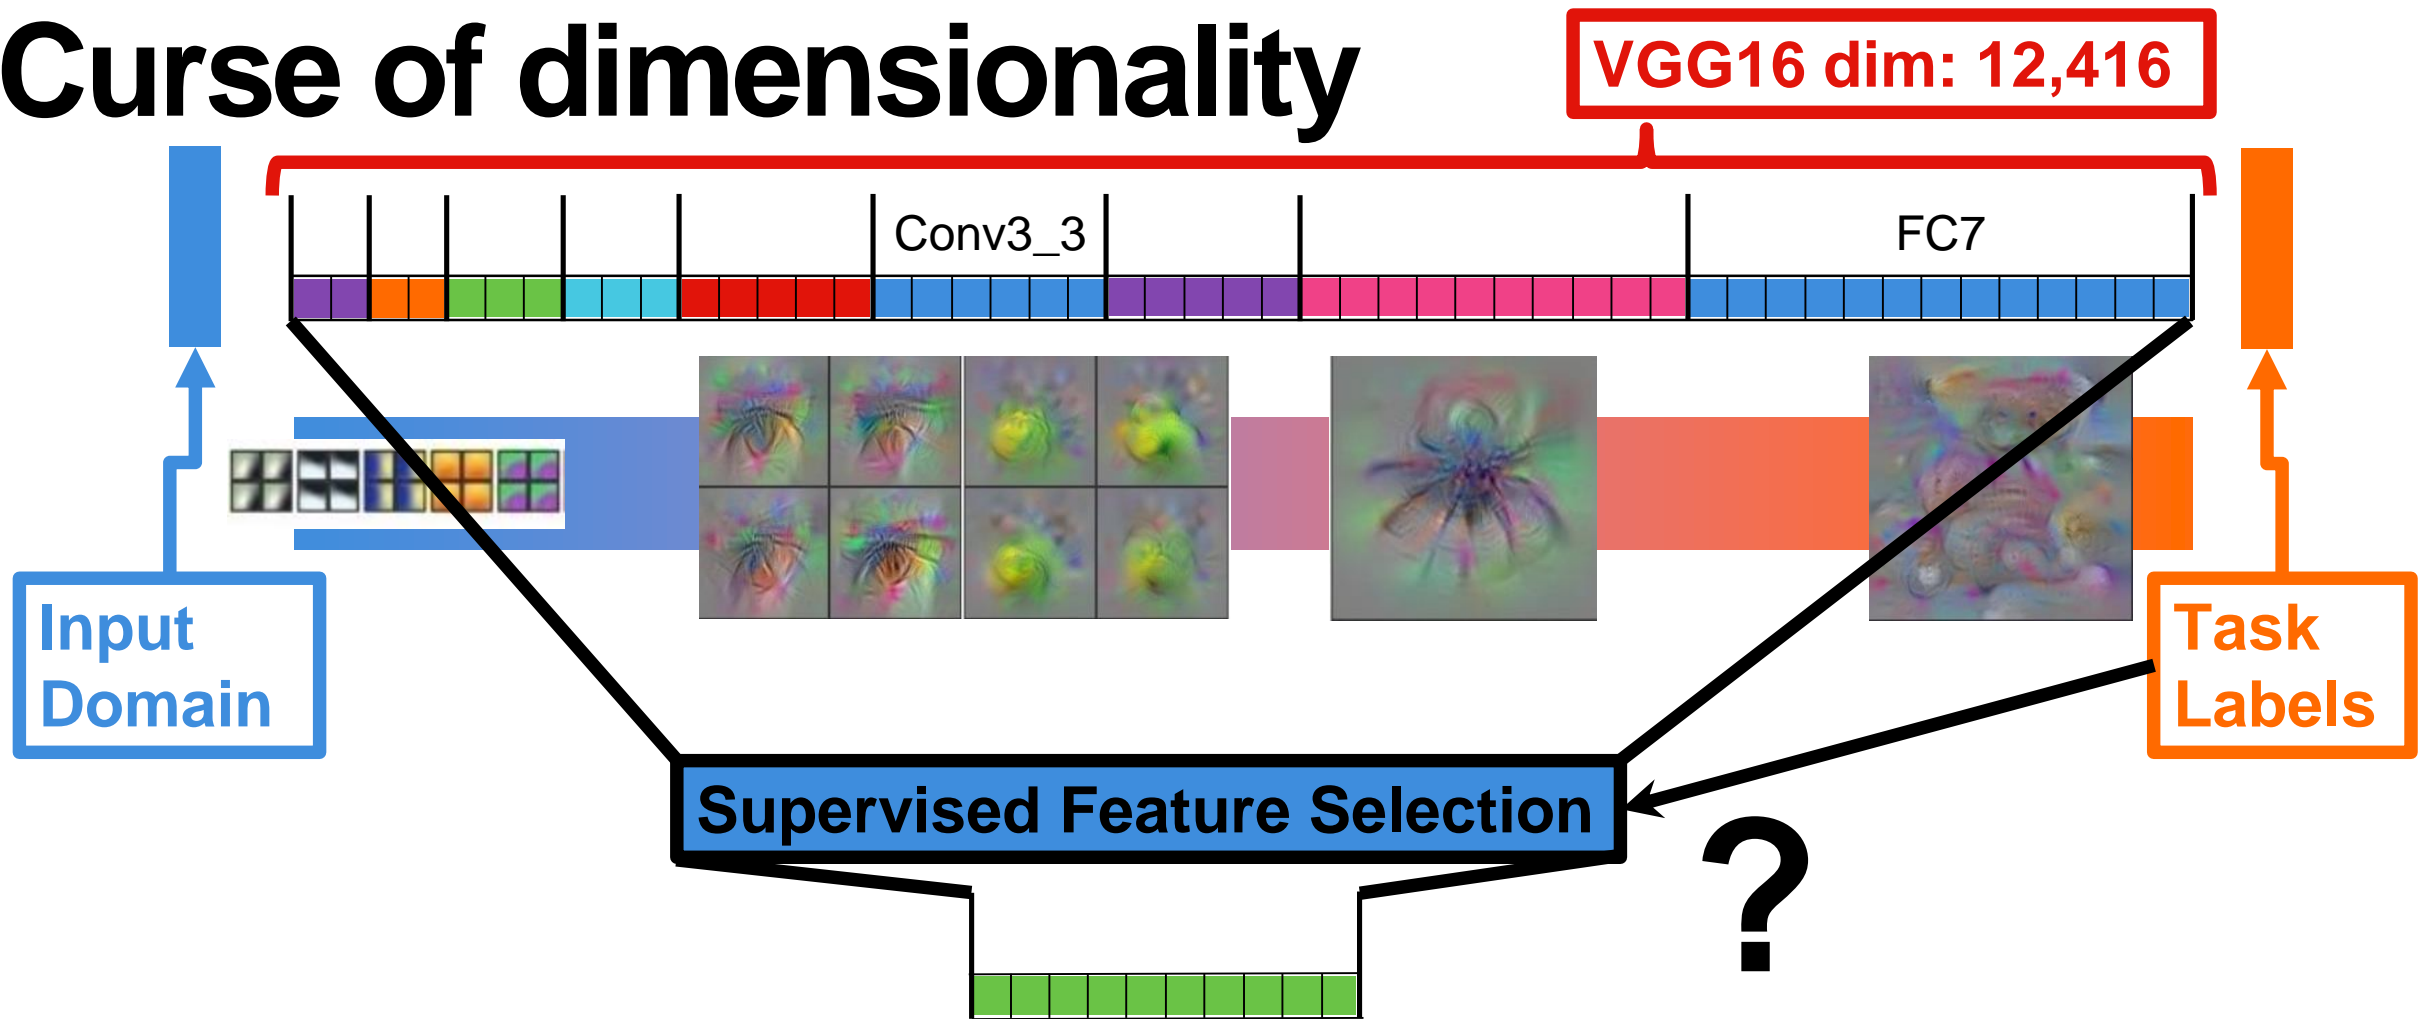 Curse of dimensionality
VGG16 dim: 12,416
Conv3_3
FC7
Input
Domain
Task
Labels
Supervised Feature Selection
?